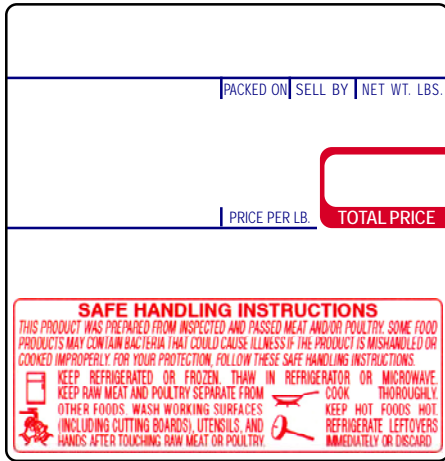 PACKED ON SELL BY NET WT. LBS.
PRICE PER LB. TOTAL PRICE
SAFE HANDLING INSTRUCTIONS
THIS PRODUCT WAS PREPARED FROM INSPECTED AND PASSED MEAT AND/OR POULTRY. SOME FOOD
PRODUCTS MAY CONTAIN BACTERIA THAT COULD CAUSE ILLNESS IF THE PRODUCT IS MISHANDLED OR
COOKED IMPROPERLY. FOR YOUR PROTECTION, FOLLOW THESE SAFE HANDLING INSTRUCTIONS.
KEEP REFRIGERATED OR FROZEN. THAW IN REFRIGERATOR OR MICROWAVE.
KEEP RAW MEAT AND POULTRY SEPARATE FROM
OTHER FOODS. WASH WORKING SURFACES
(INCLUDING CUTTING BOARDS), UTENSILS, AND
HANDS AFTER TOUCHING RAW MEAT OR POULTRY.
COOK THOROUGHLY.
KEEP HOT FOODS HOT.
REFRIGERATE LEFTOVERS
IMMEDIATELY OR DISCARD